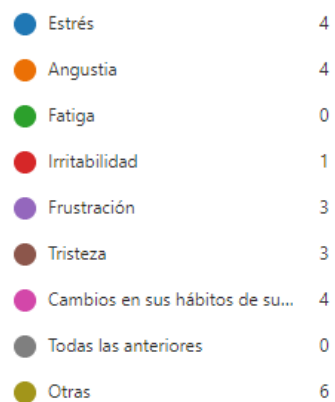 Estrés 4
Angustia 4
Fatiga 0
Irritabilidad 1
Frustración 3
Tristeza 3
Cambios en sus hábitos de su... 4
Todas las anteriores 0
Otras 6